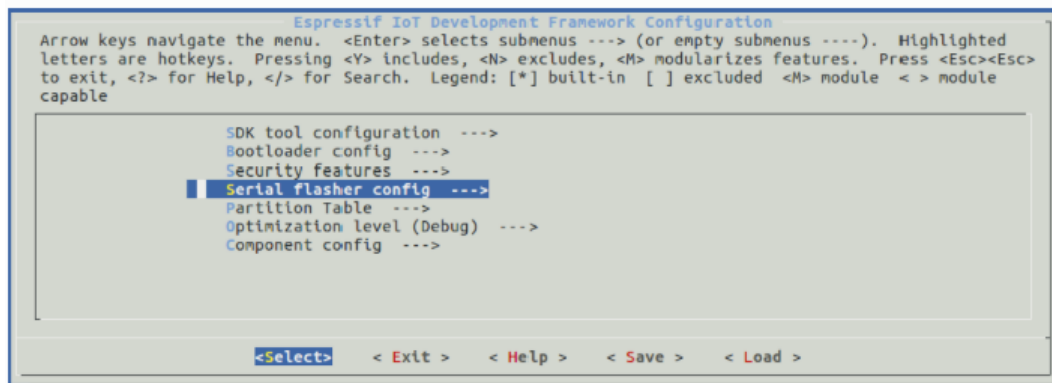 Espressif IoT Development Framework Configuration
Arrow keys navigate the menu.  <Enter> selects submenus ---> (or empty submenus ----).  Highlighted
letters are hotkeys.  Pressing <Y> includes, <N> excludes, <M> modularizes features.  Press <Esc><Esc>
to exit, <?> for Help, </> for Search.  Legend: [*] built-in  [ ] excluded  <M> module  < > module
capable
SDK tool configuration  --->
Bootloader config  --->
Security features  --->
Serial flasher config  --->
Partition Table  --->
Optimization level (Debug)  --->
Component config  --->
<Select>    < Exit >    < Help >    < Save >    < Load >